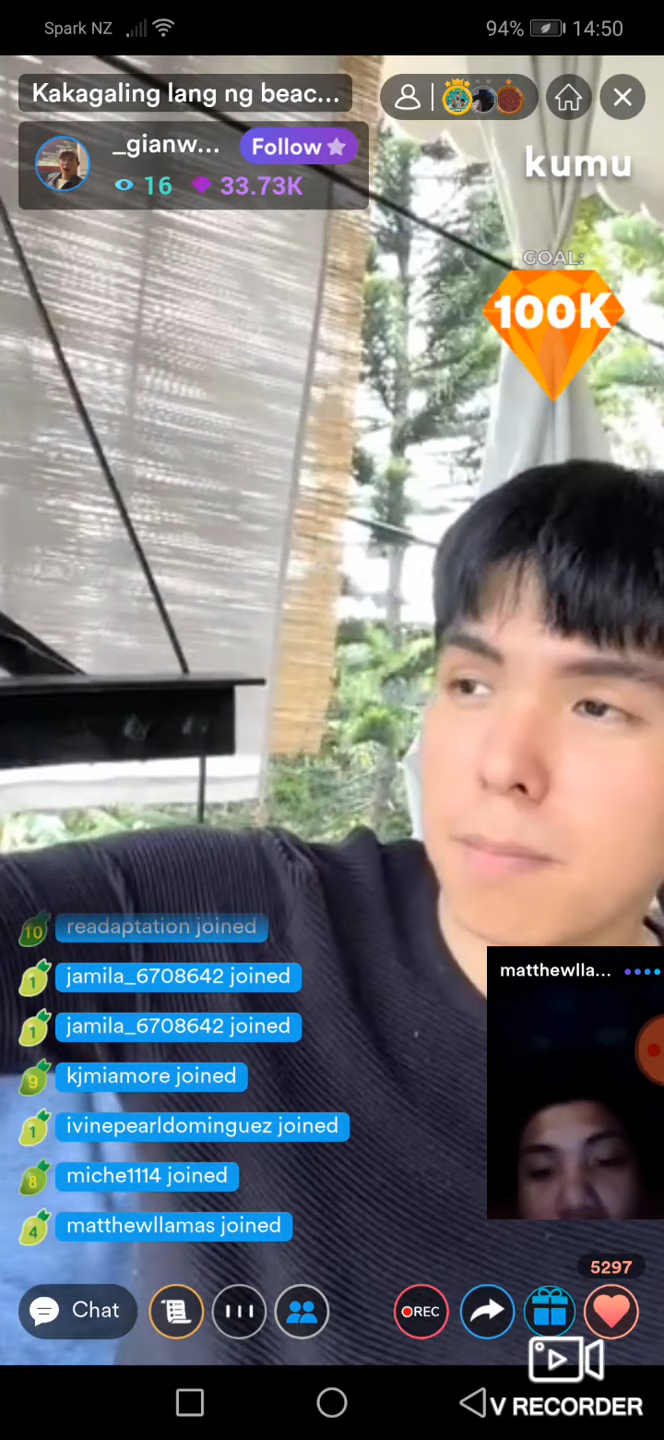 Spark NZ
94% 14:50
Kakagaling lang ng beac...
_gianw... Follow
16 33.73K
kumu
GOAL:
100K
10 readaptation joined
1 jamila_6708642 joined
1 jamila_6708642 joined
9 kjmiamore joined
1 ivinepearldominguez joined
8 miche1114 joined
4 matthewllamas joined
matthewlla...
5297
Chat
REC
V RECORDER